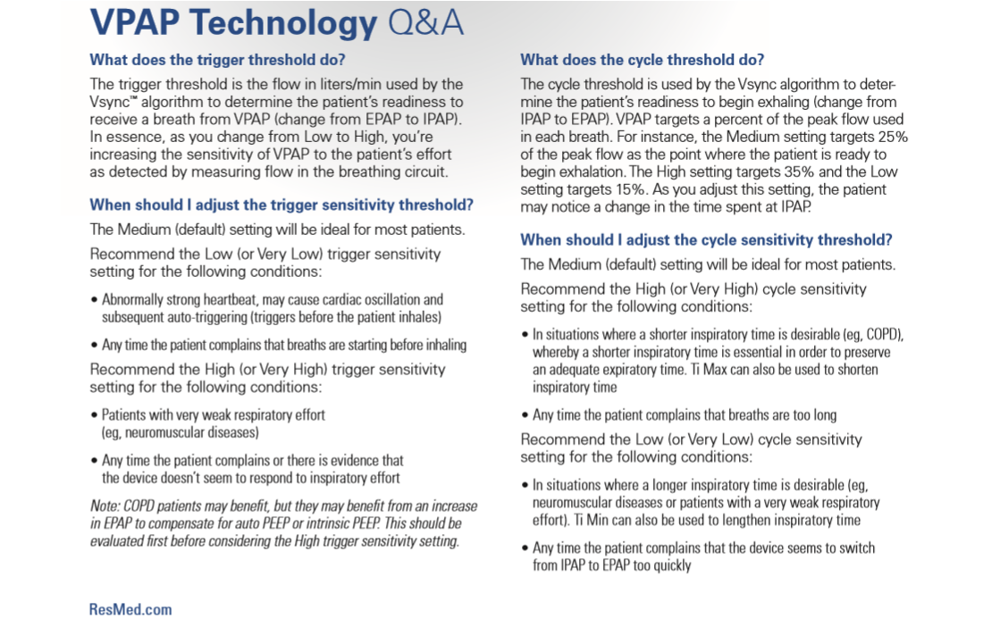 VPAP Technology Q&A
What does the trigger threshold do?
The trigger threshold is the flow in liters/min used by the
Vsync™ algorithm to determine the patient's readiness to
receive a breath from VPAP (change from EPAP to IPAP).
In essence, as you change from Low to High, you're
increasing the sensitivity of VPAP to the patient's effort
as detected by measuring flow in the breathing circuit.
When should I adjust the trigger sensitivity threshold?
The Medium (default) setting will be ideal for most patients.
Recommend the Low (or Very Low) trigger sensitivity
setting for the following conditions:
• Abnormally strong heartbeat, may cause cardiac oscillation and
subsequent auto-triggering (triggers before the patient inhales)
• Any time the patient complains that breaths are starting before inhaling
Recommend the High (or Very High) trigger sensitivity
setting for the following conditions:
• Patients with very weak respiratory effort
(eg, neuromuscular diseases)
• Any time the patient complains or there is evidence that
the device doesn't seem to respond to inspiratory effort
Note: COPD patients may benefit, but they may benefit from an increase
in EPAP to compensate for auto PEEP or intrinsic PEEP. This should be
evaluated first before considering the High trigger sensitivity setting.
What does the cycle threshold do?
The cycle threshold is used by the Vsync algorithm to deter-
mine the patient's readiness to begin exhaling (change from
IPAP to EPAP). VPAP targets a percent of the peak flow used
in each breath. For instance, the Medium setting targets 25%
of the peak flow as the point where the patient is ready to
begin exhalation. The High setting targets 35% and the Low
setting targets 15%. As you adjust this setting, the patient
may notice a change in the time spent at IPAP.
When should I adjust the cycle sensitivity threshold?
The Medium (default) setting will be ideal for most patients.
Recommend the High (or Very High) cycle sensitivity
setting for the following conditions:
• In situations where a shorter inspiratory time is desirable (eg, COPD),
whereby a shorter inspiratory time is essential in order to preserve
an adequate expiratory time. Ti Max can also be used to shorten
inspiratory time
• Any time the patient complains that breaths are too long
Recommend the Low (or Very Low) cycle sensitivity
setting for the following conditions:
• In situations where a longer inspiratory time is desirable (eg,
neuromuscular diseases or patients with a very weak respiratory
effort). Ti Min can also be used to lengthen inspiratory time
• Any time the patient complains that the device seems to switch
from IPAP to EPAP too quickly
ResMed.com